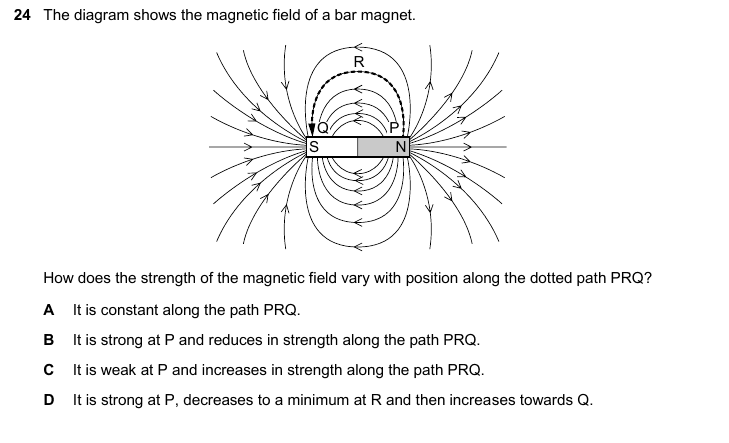 24 The diagram shows the magnetic field of a bar magnet.
R
Q P
S N
How does the strength of the magnetic field vary with position along the dotted path PRQ?
A It is constant along the path PRQ.
B It is strong at P and reduces in strength along the path PRQ.
C It is weak at P and increases in strength along the path PRQ.
D It is strong at P, decreases to a minimum at R and then increases towards Q.